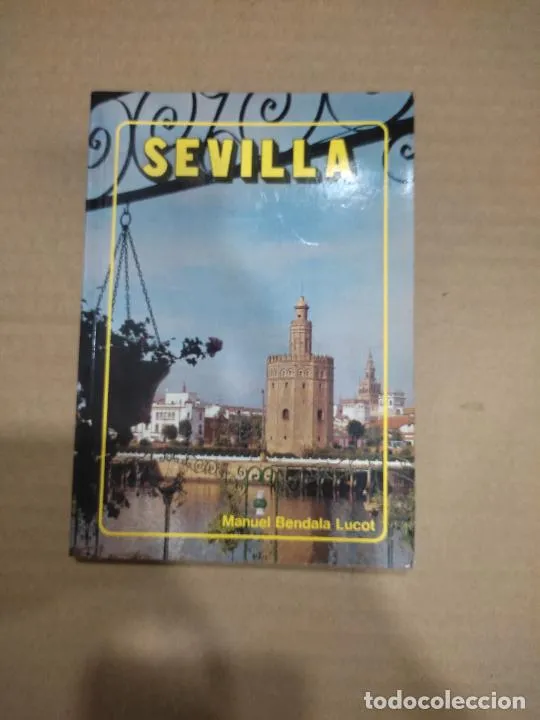 SEVILLA
Manuel Bendala Lucot
todocoleccion